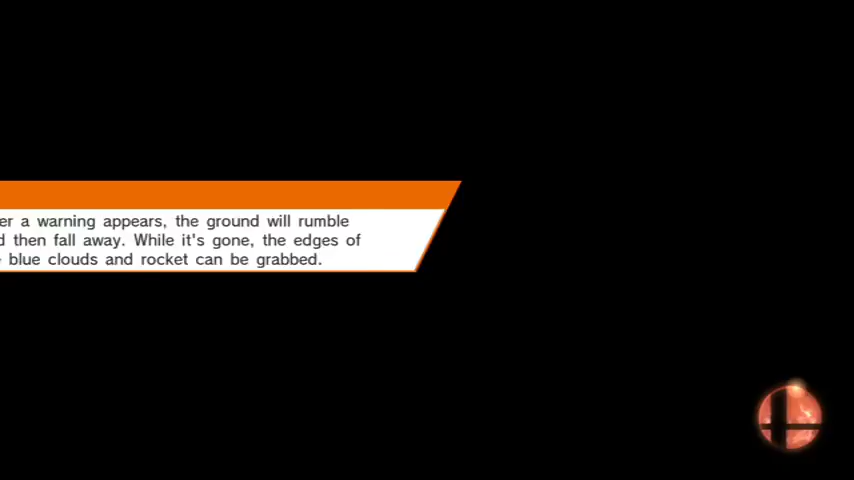 er a warning appears, the ground will rumble
d then fall away. While it's gone, the edges of
blue clouds and rocket can be grabbed.